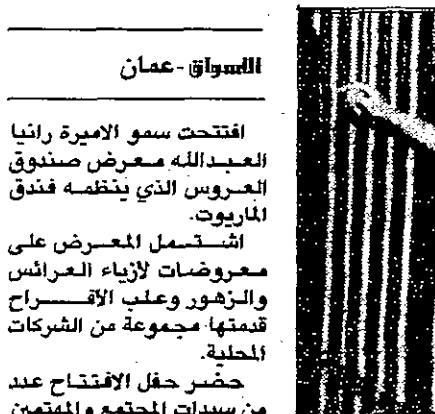 الاسواق - عمان
افتتحت سمو الاميرة رانيا
العبدالله معرض صندوق
العروس الذي ينظمه فندق
الماريوت.
اشتمل المعرض على
معروضات لأزياء العرائس
والزهور وعلب الأفراح
قدمتها مجموعة من الشركات
المحلية.
حضر حفل الافتتاح عدد
من سيدات المجتمع والمهتمين